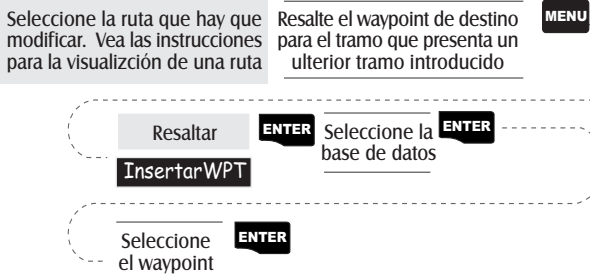 Seleccione la ruta que hay que
modificar. Vea las instrucciones
para la visualizción de una ruta
Resalte el waypoint de destino
para el tramo que presenta un
ulterior tramo introducido
MENU
Resaltar
InsertarWPT
ENTER
Seleccione la
base de datos
ENTER
Seleccione
el waypoint
ENTER